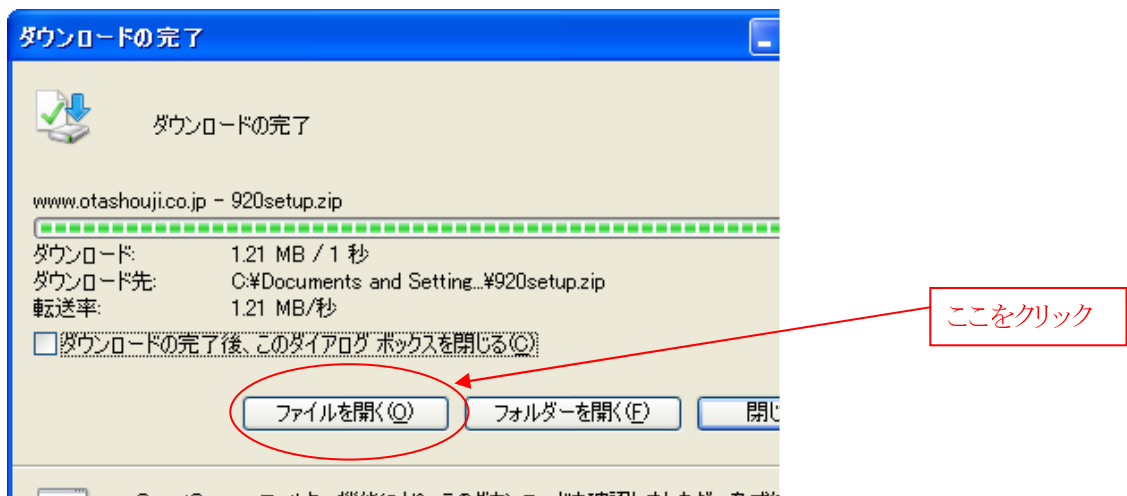 ダウンロードの完了
ダウンロードの完了
www.otashouji.co.jp - 920setup.zip
ダウンロード: 1.21 MB / 1 秒
ダウンロード先: C:¥Documents and Setting...¥920setup.zip
転送率: 1.21 MB/秒
ダウンロードの完了後、このダイアログ ボックスを閉じる(C)
ここをクリック
ファイルを開く(O) フォルダーを開く(F) 閉じ